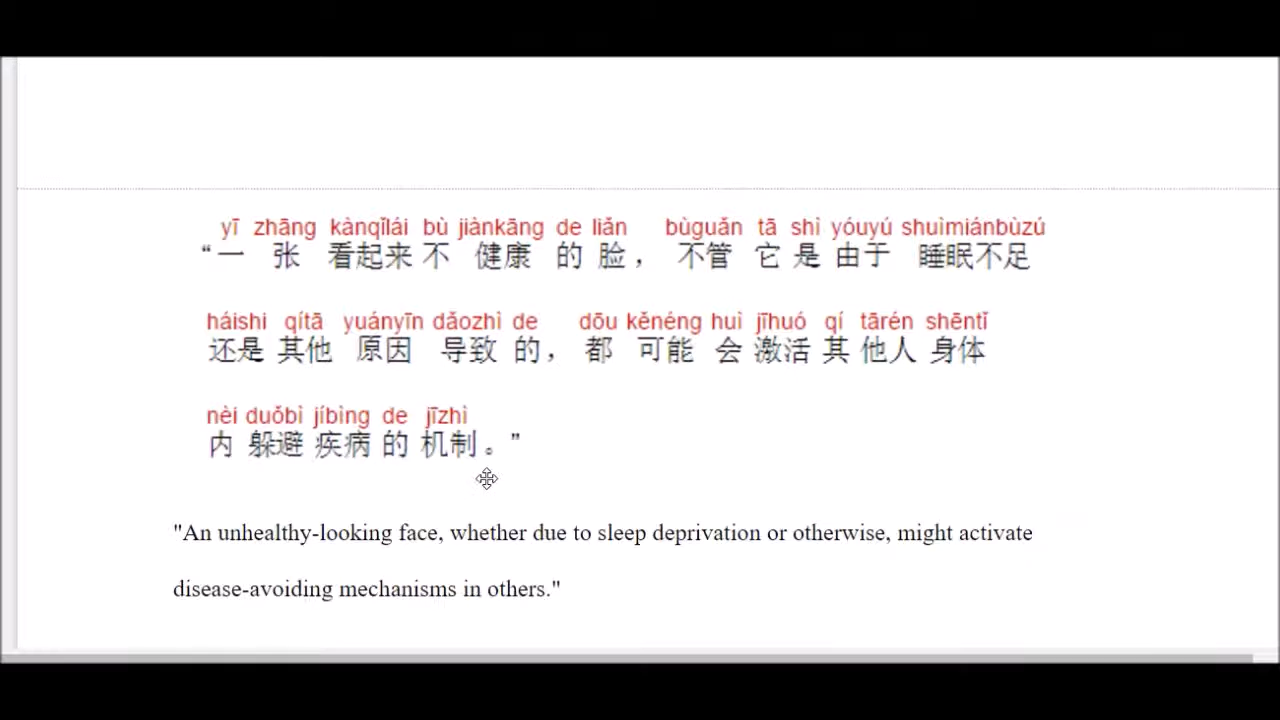 yī zhāng kànqǐlái bù jiànkāng de liǎn bùguǎn tā shì yóuyú shuìmiánbùzú
“一 张 看起来 不 健康 的 脸， 不管 它 是 由于 睡眠不足
háishi qítā yuányīn dǎozhì de dōu kěnéng huì jīhuó qí tārén shēntǐ
还是 其他 原因 导致 的， 都 可能 会 激活 其 他人 身体
nèi duǒbì jíbìng de jīzhì
内 躲避 疾病 的 机制。”
"An unhealthy-looking face, whether due to sleep deprivation or otherwise, might activate
disease-avoiding mechanisms in others."